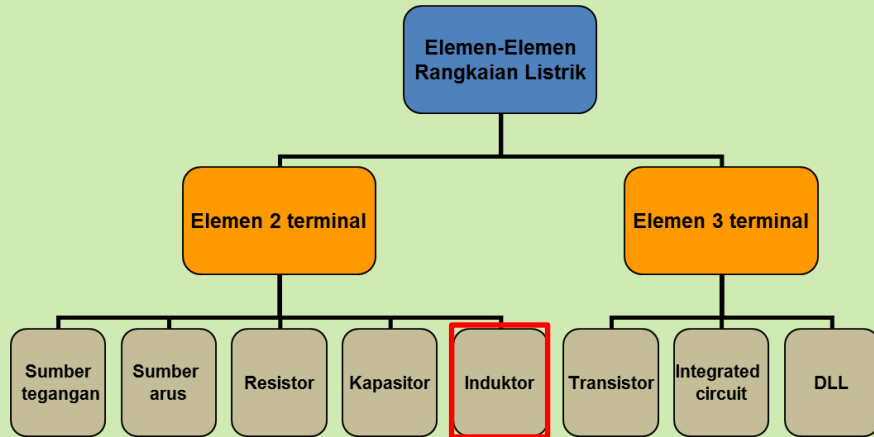 Elemen-Elemen
Rangkaian Listrik
Elemen 2 terminal
Elemen 3 terminal
Sumber
tegangan
Sumber
arus
Resistor
Kapasitor
Induktor
Transistor
Integrated
circuit
DLL